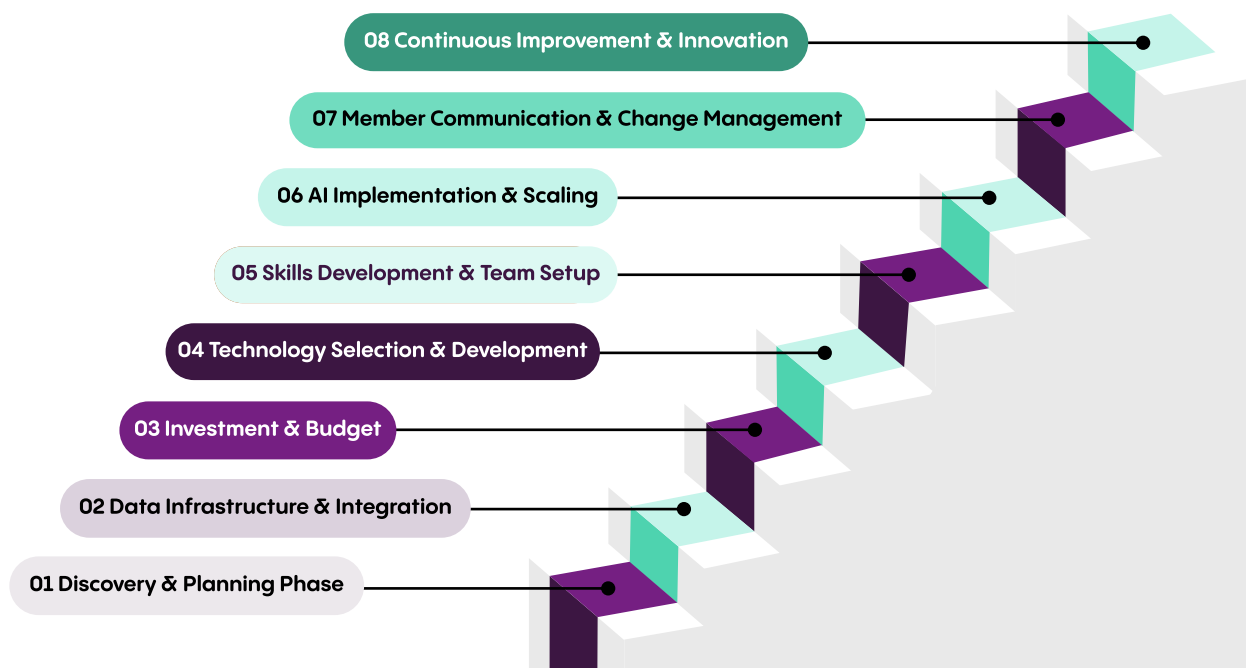 08 Continuous Improvement & Innovation
07 Member Communication & Change Management
06 AI Implementation & Scaling
05 Skills Development & Team Setup
04 Technology Selection & Development
03 Investment & Budget
02 Data Infrastructure & Integration
01 Discovery & Planning Phase